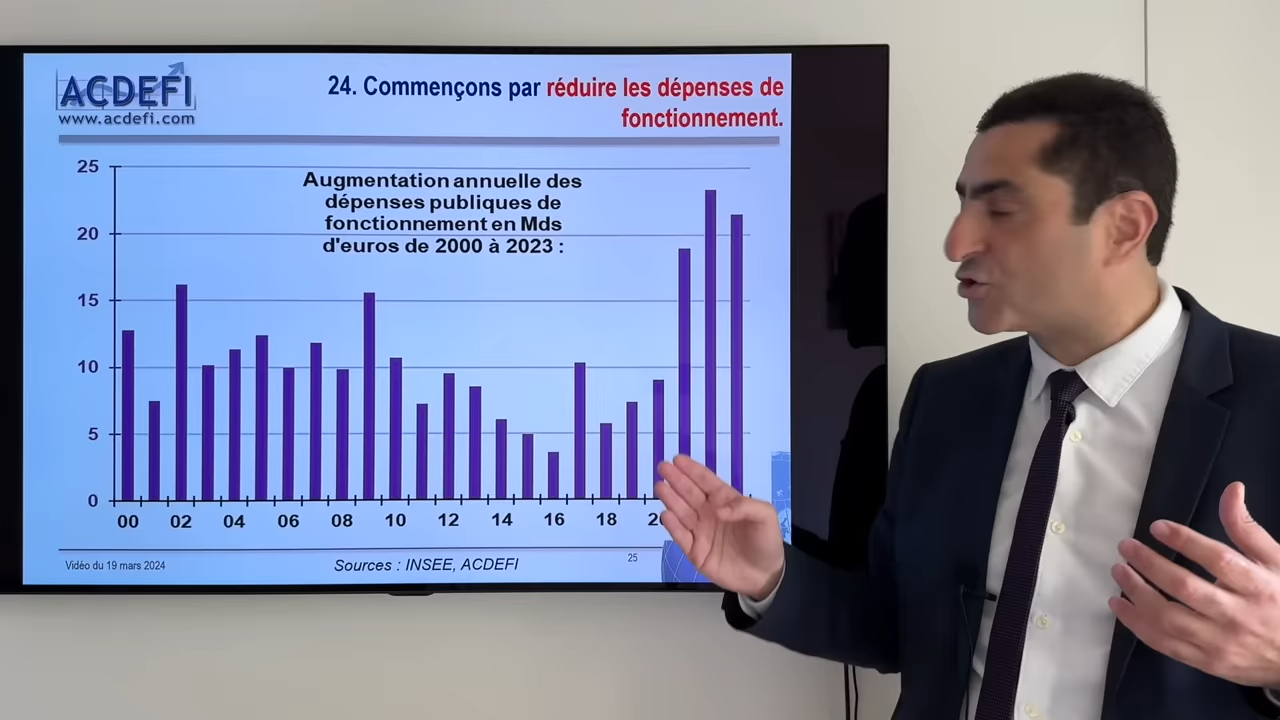 ACDEFI
www.acdefi.com
24. Commençons par réduire les dépenses de
fonctionnement.
Augmentation annuelle des
dépenses publiques de
fonctionnement en Mds
d'euros de 2000 à 2023 :
25
20
15
10
5
0
00 02 04 06 08 10 12 14 16 18
Vidéo du 19 mars 2024
Sources : INSEE, ACDEFI
25